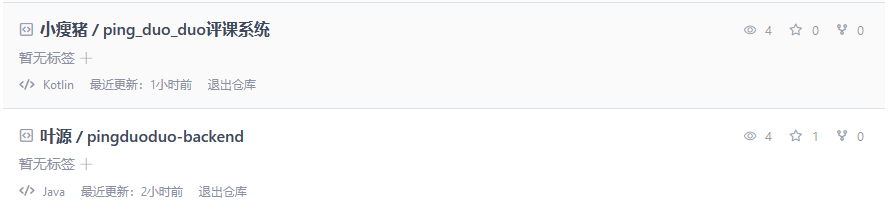 小瘦猪 / ping_duo_duo评课系统 4 0 0
暂无标签
Kotlin 最近更新：1小时前 退出仓库
叶源 / pingduoduo-backend 4 1 0
暂无标签
Java 最近更新：2小时前 退出仓库